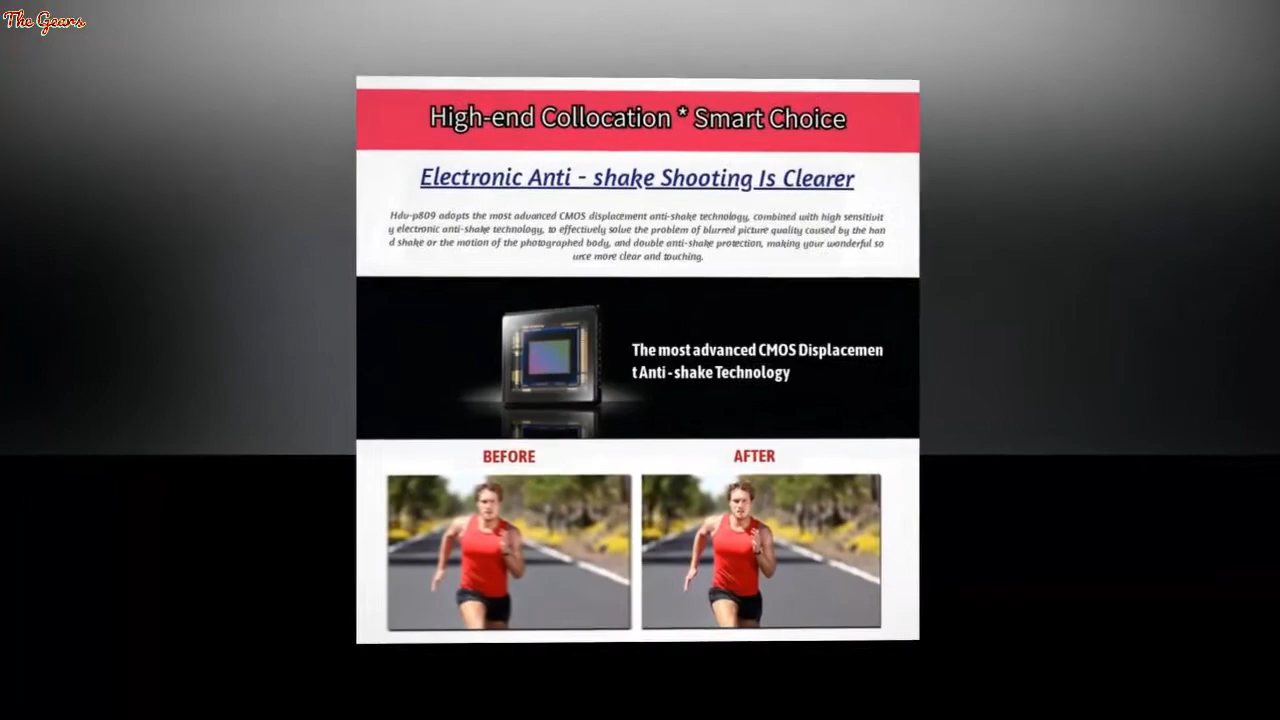 The Gears
High-end Collocation * Smart Choice
Electronic Anti - shake Shooting Is Clearer
Hdv-p809 adopts the most advanced CMOS displacement anti-shake technology, combined with high sensitivit
y electronic anti-shake technology, to effectively solve the problem of blurred picture quality caused by the han
d shake or the motion of the photographed body, and double anti-shake protection, making your wonderful so
urce more clear and touching.
The most advanced CMOS Displacemen
t Anti - shake Technology
BEFORE AFTER